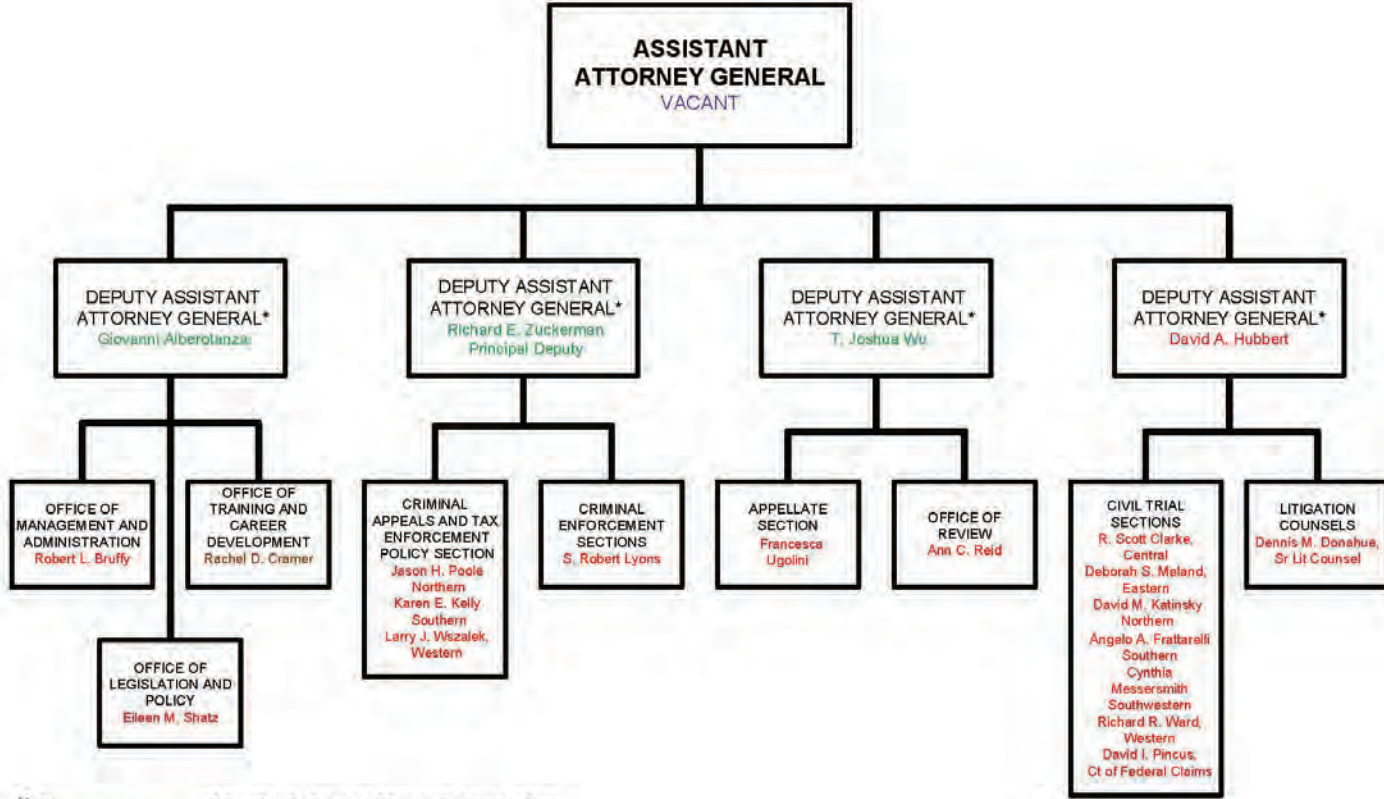 ASSISTANT
ATTORNEY GENERAL
VACANT
DEPUTY ASSISTANT
ATTORNEY GENERAL*
Giovanni Alberotanza
DEPUTY ASSISTANT
ATTORNEY GENERAL*
Richard E. Zuckerman
Principal Deputy
DEPUTY ASSISTANT
ATTORNEY GENERAL*
T. Joshua Wu
DEPUTY ASSISTANT
ATTORNEY GENERAL*
David A. Hubbert
OFFICE OF
MANAGEMENT AND
ADMINISTRATION
Robert L. Bruffy
OFFICE OF
TRAINING AND
CAREER
DEVELOPMENT
Rachel D. Cramer
CRIMINAL
APPEALS AND TAX
ENFORCEMENT
POLICY SECTION
Jason H. Poole
Northern
Karen E. Kelly
Southern
Larry J. Wszalek,
Western
CRIMINAL
ENFORCEMENT
SECTIONS
S. Robert Lyons
APPELLATE
SECTION
Francesca
Ugolini
OFFICE OF
REVIEW
Ann C. Reid
CIVIL TRIAL
SECTIONS
R. Scott Clarke,
Central
Deborah S. Meland,
Eastern
David M. Katinsky
Northern
Angelo A. Frattarelli
Southern
Cynthia
Messersmith
Southwestern
Richard R. Ward,
Western
David I. Pincus,
Ct of Federal Claims
LITIGATION
COUNSELS
Dennis M. Donahue,
Sr Lit Counsel
OFFICE OF
LEGISLATION AND
POLICY
Eileen M. Shatz